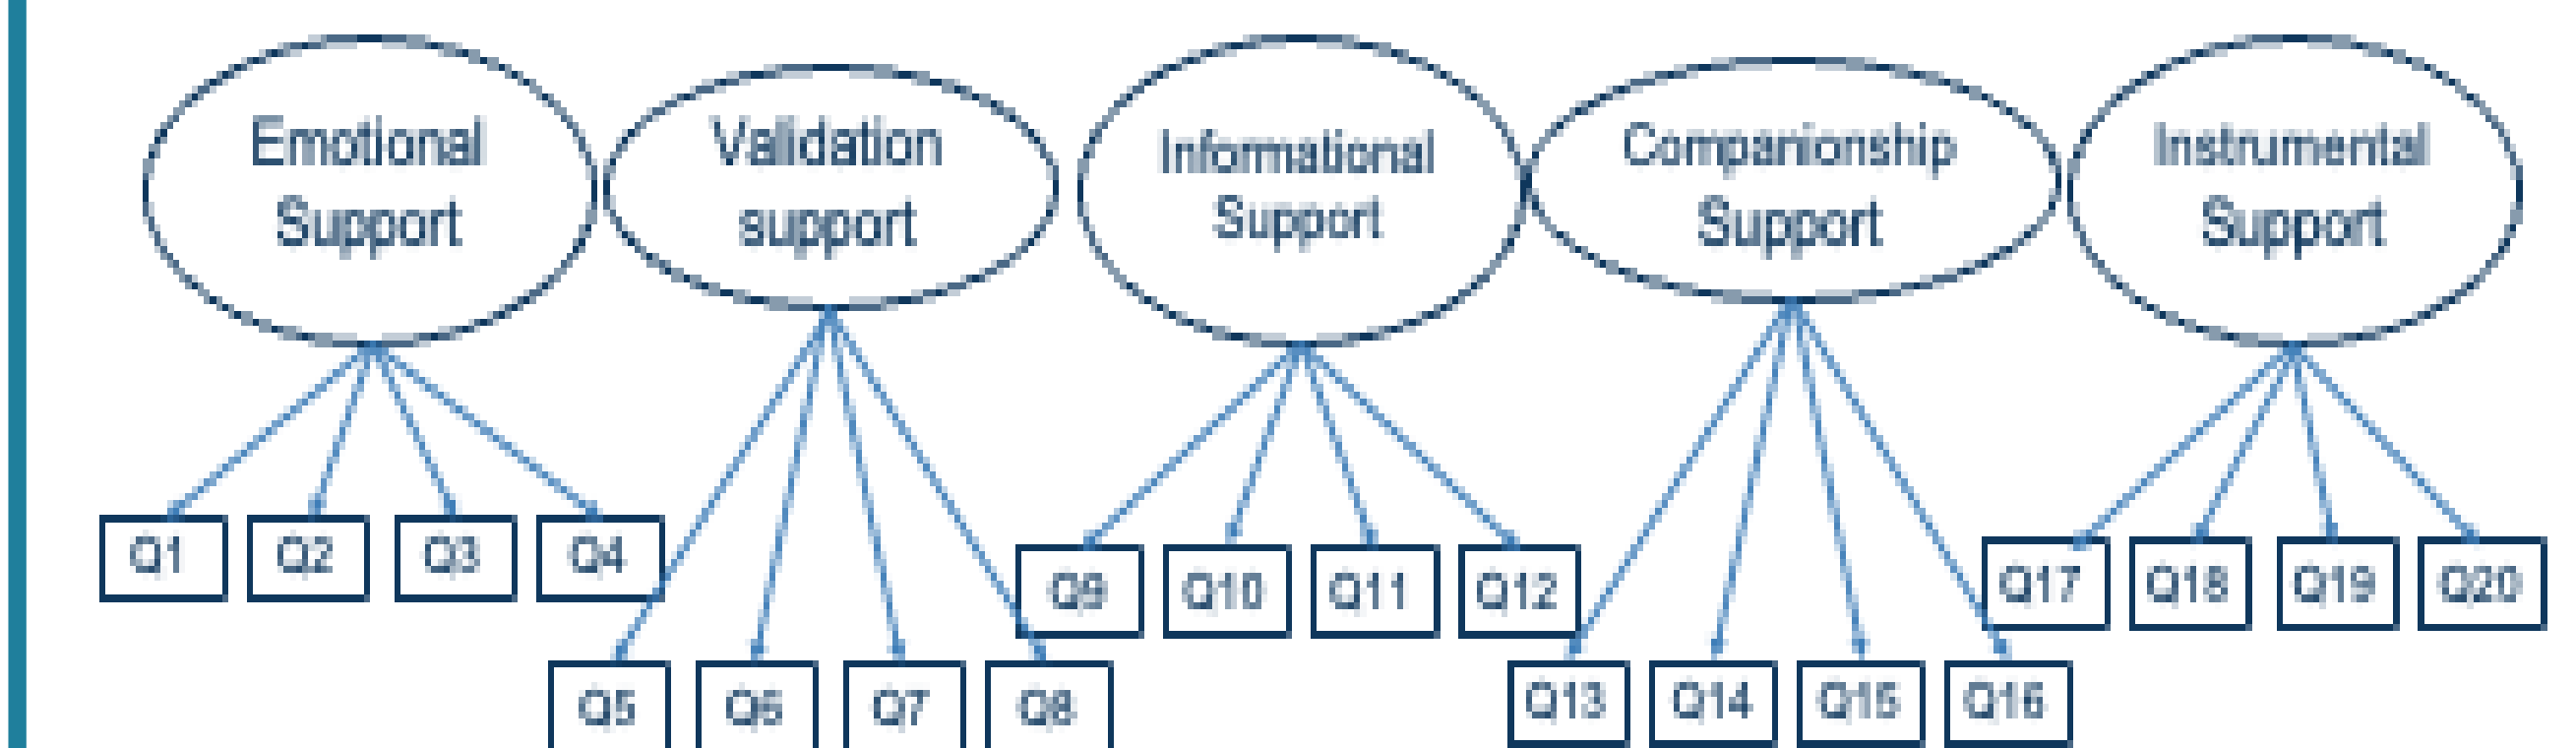 Emotional
Support
Validation
support
Informational
Support
Companionship
Support
Instrumental
Support
Q1
Q2
Q3
Q4
Q5
Q6
Q7
Q8
Q9
Q10
Q11
Q12
Q13
Q14
Q15
Q16
Q17
Q18
Q19
Q20